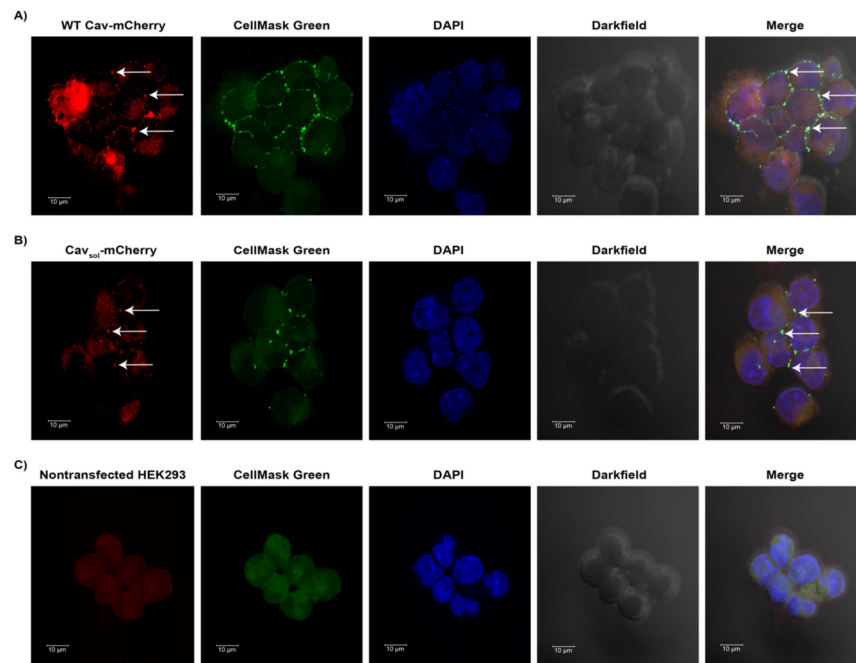 A)
WT Cav-mCherry CellMask Green DAPI Darkfield Merge
10 µm 10 µm 10 µm 10 µm 10 µm
B)
Cavsol-mCherry CellMask Green DAPI Darkfield Merge
10 µm 10 µm 10 µm 10 µm 10 µm
C)
Nontransfected HEK293 CellMask Green DAPI Darkfield Merge
10 µm 10 µm 10 µm 10 µm 10 µm